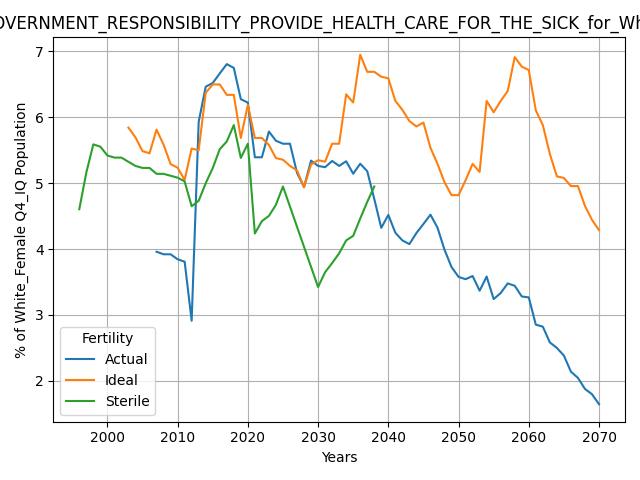 OVERNMENT_RESPONSIBILITY_PROVIDE_HEALTH_CARE_FOR_THE_SICK_for_Wh
7
6
5
4
3
2
% of White_Female Q4_IQ Population
Fertility
Actual
Ideal
Sterile
2000 2010 2020 2030 2040 2050 2060 2070
Years